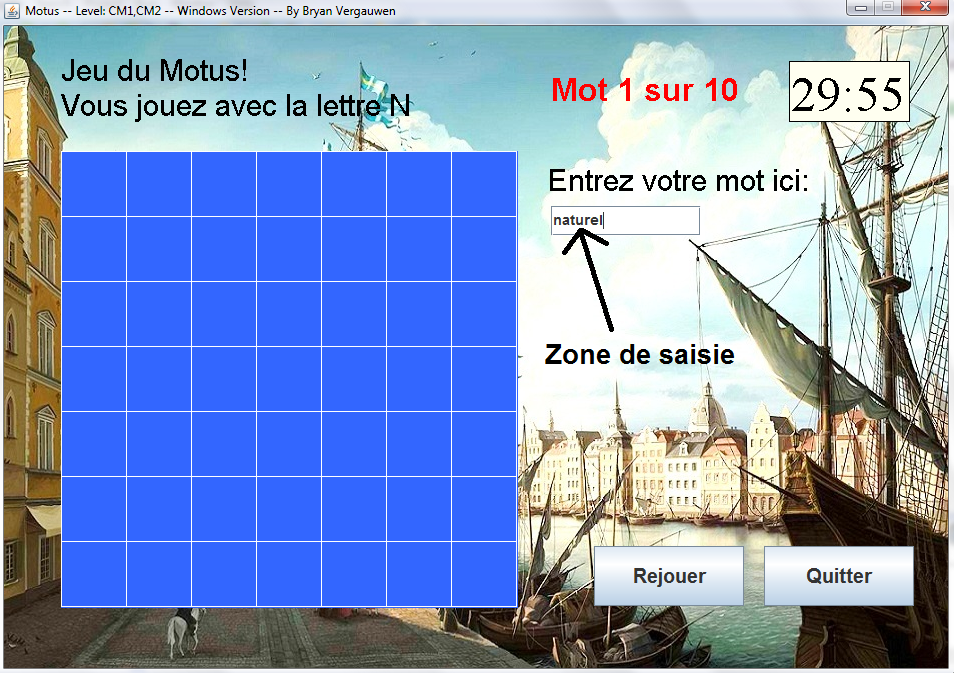 Motus -- Level: CM1,CM2 -- Windows Version -- By Bryan Vergauwen
Jeu du Motus!
Vous jouez avec la lettre N
Mot 1 sur 10
29:55
Entrez votre mot ici:
naturel
Zone de saisie
Rejouer
Quitter